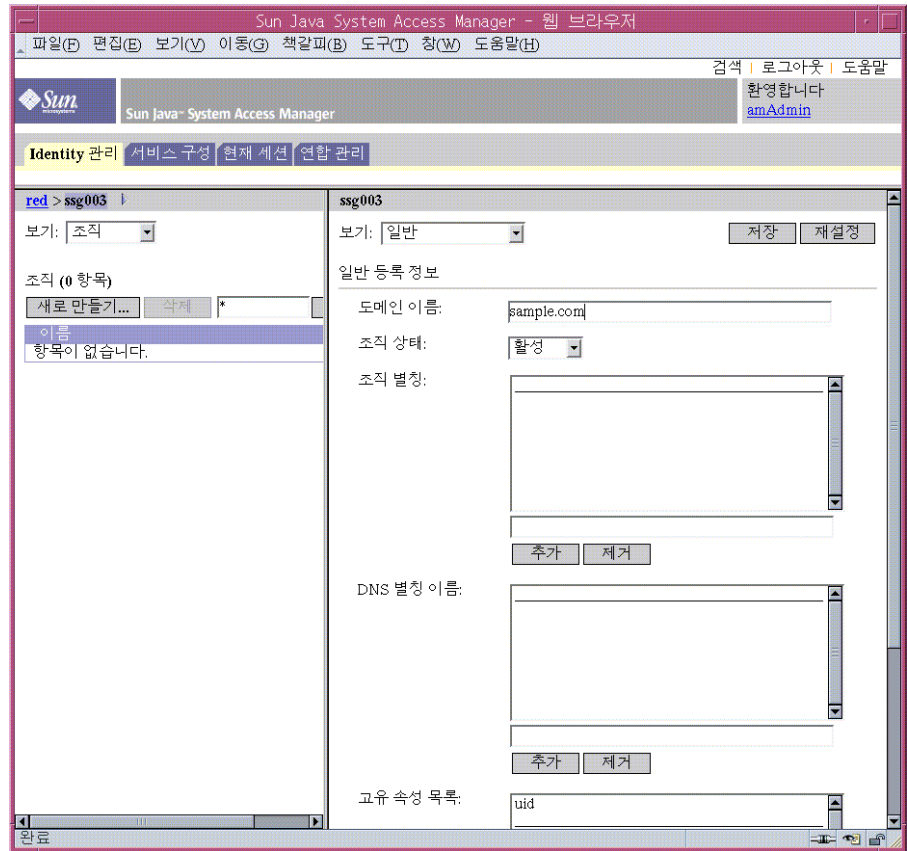 Sun Java System Access Manager - 웹 브라우저
파일(F) 편집(E) 보기(V) 이동(G) 책갈피(B) 도구(T) 창(W) 도움말(H)
검색 | 로그아웃 | 도움말
Sun
microsystems
Sun Java™ System Access Manager
환영합니다
amAdmin
Identity 관리 서비스 구성 현재 세션 연합 관리
red > ssg003
보기: 조직
조직 (0 항목)
새로 만들기... 삭제 *
이름
항목이 없습니다.
ssg003
보기: 일반 저장 재설정
일반 등록 정보
도메인 이름: sample.com
조직 상태: 활성
조직 별칭:
추가 제거
DNS 별칭 이름:
추가 제거
고유 속성 목록: uid
완료